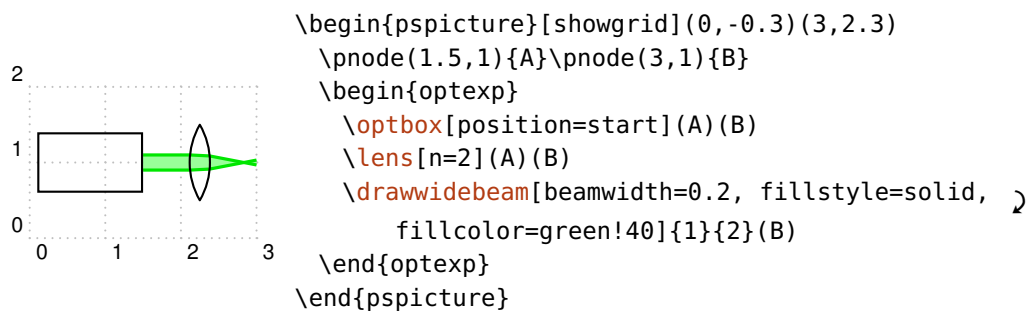 2
1
0
0 1 2 3
\begin{pspicture}[showgrid](0,-0.3)(3,2.3)
\pnode(1.5,1){A}\pnode(3,1){B}
\begin{optexp}
\optbox[position=start](A)(B)
\lens[n=2](A)(B)
\drawwidebeam[beamwidth=0.2, fillstyle=solid,
fillcolor=green!40]{1}{2}(B)
\end{optexp}
\end{pspicture}